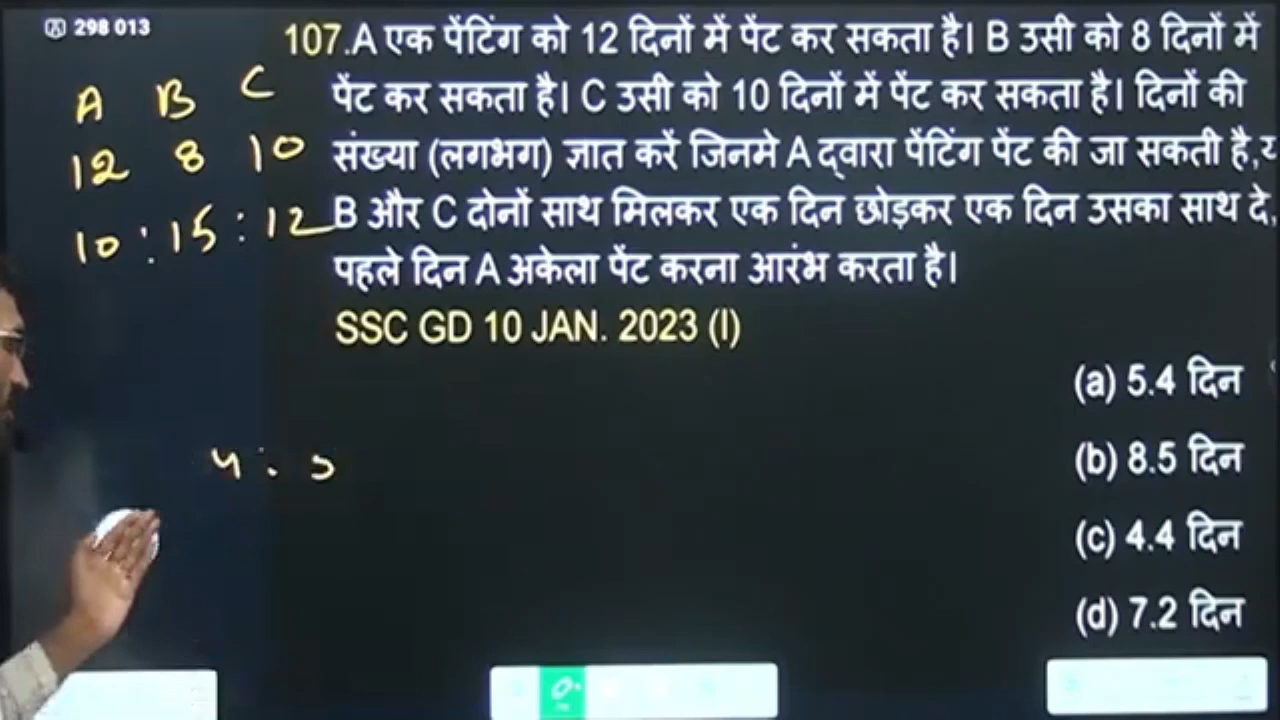 298 013
107.A एक पेंटिंग को 12 दिनों में पेंट कर सकता है। B उसी को 8 दिनों में
पेंट कर सकता है। C उसी को 10 दिनों में पेंट कर सकता है। दिनों की
संख्या (लगभग) ज्ञात करें जिनमे A द्वारा पेंटिंग पेंट की जा सकती है,
B और C दोनों साथ मिलकर एक दिन छोड़कर एक दिन उसका साथ दे,
पहले दिन A अकेला पेंट करना आरंभ करता है।
SSC GD 10 JAN. 2023 (I)
A B C
12 8 10
10 : 15 : 12
(a) 5.4 दिन
(b) 8.5 दिन
(c) 4.4 दिन
(d) 7.2 दिन